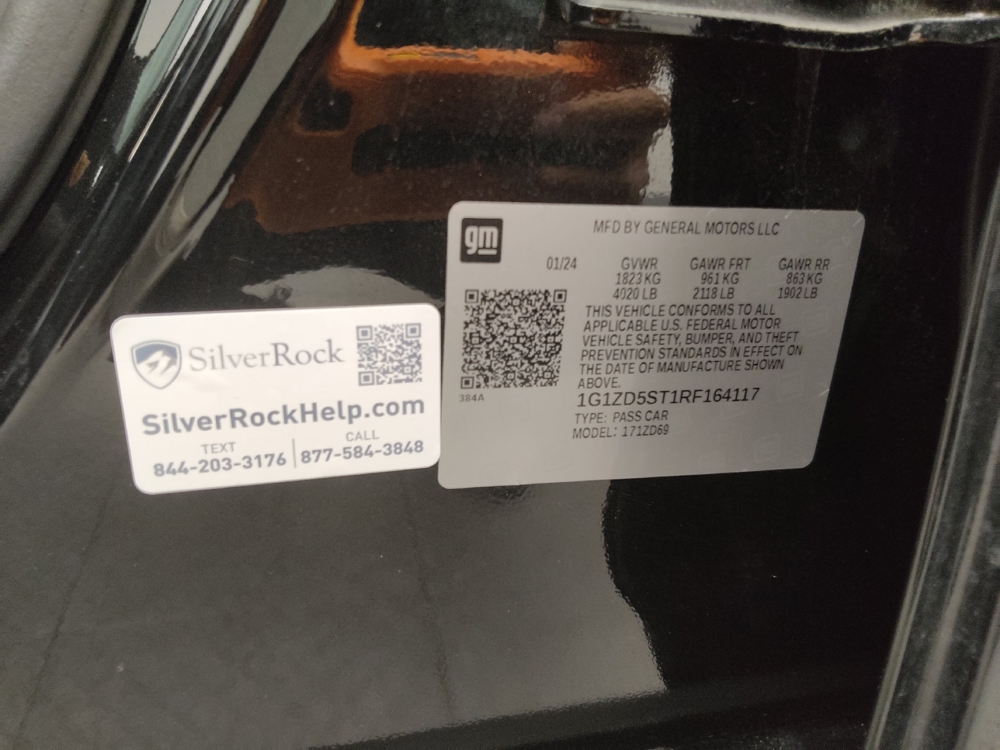 SilverRock
SilverRockHelp.com
TEXT
844-203-3176
CALL
877-584-3848
gm
MFD BY GENERAL MOTORS LLC
01/24 GVWR GAWR FRT GAWR RR
1823 KG 961 KG 863 KG
4020 LB 2118 LB 1902 LB
THIS VEHICLE CONFORMS TO ALL
APPLICABLE U.S. FEDERAL MOTOR
VEHICLE SAFETY, BUMPER, AND THEFT
PREVENTION STANDARDS IN EFFECT ON
THE DATE OF MANUFACTURE SHOWN
ABOVE.
384A
1G1ZD5ST1RF164117
TYPE: PASS CAR
MODEL: 171ZD69